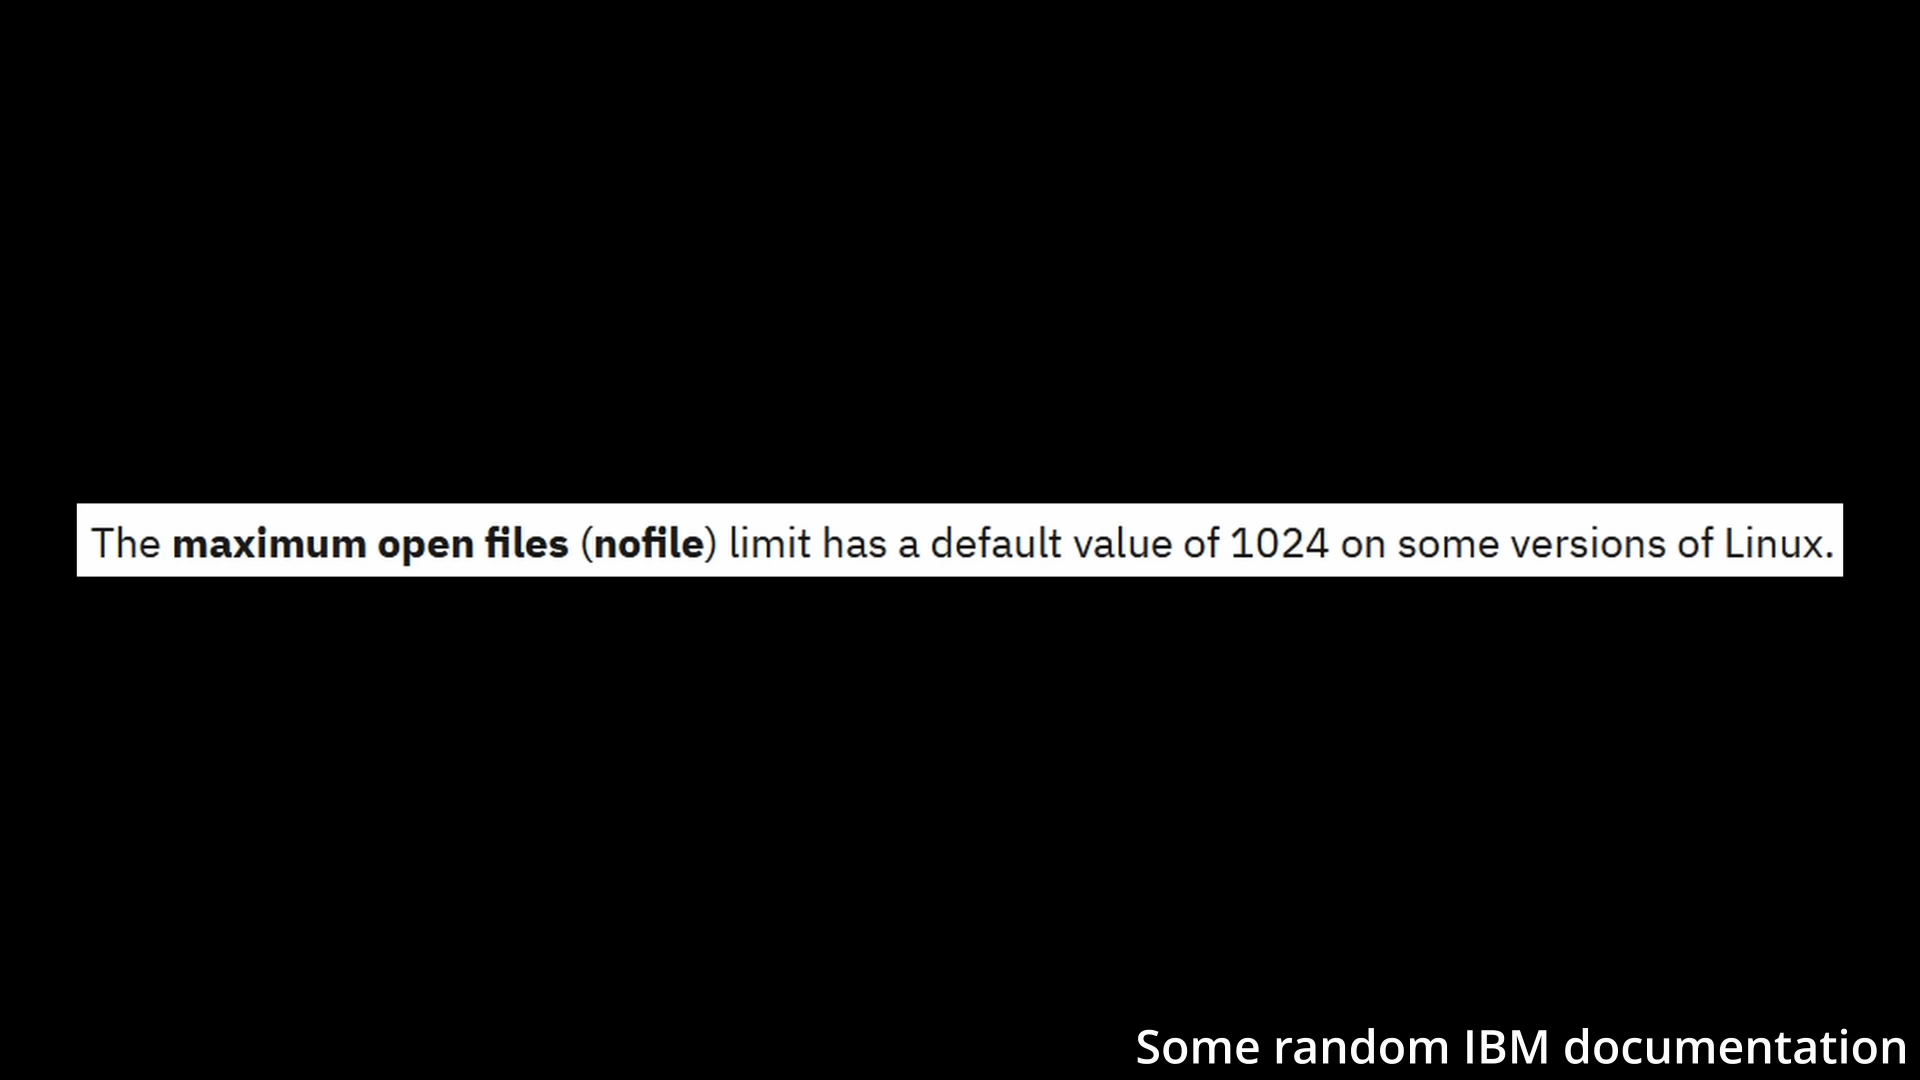 The maximum open files (nofile) limit has a default value of 1024 on some versions of Linux.
Some random IBM documentation